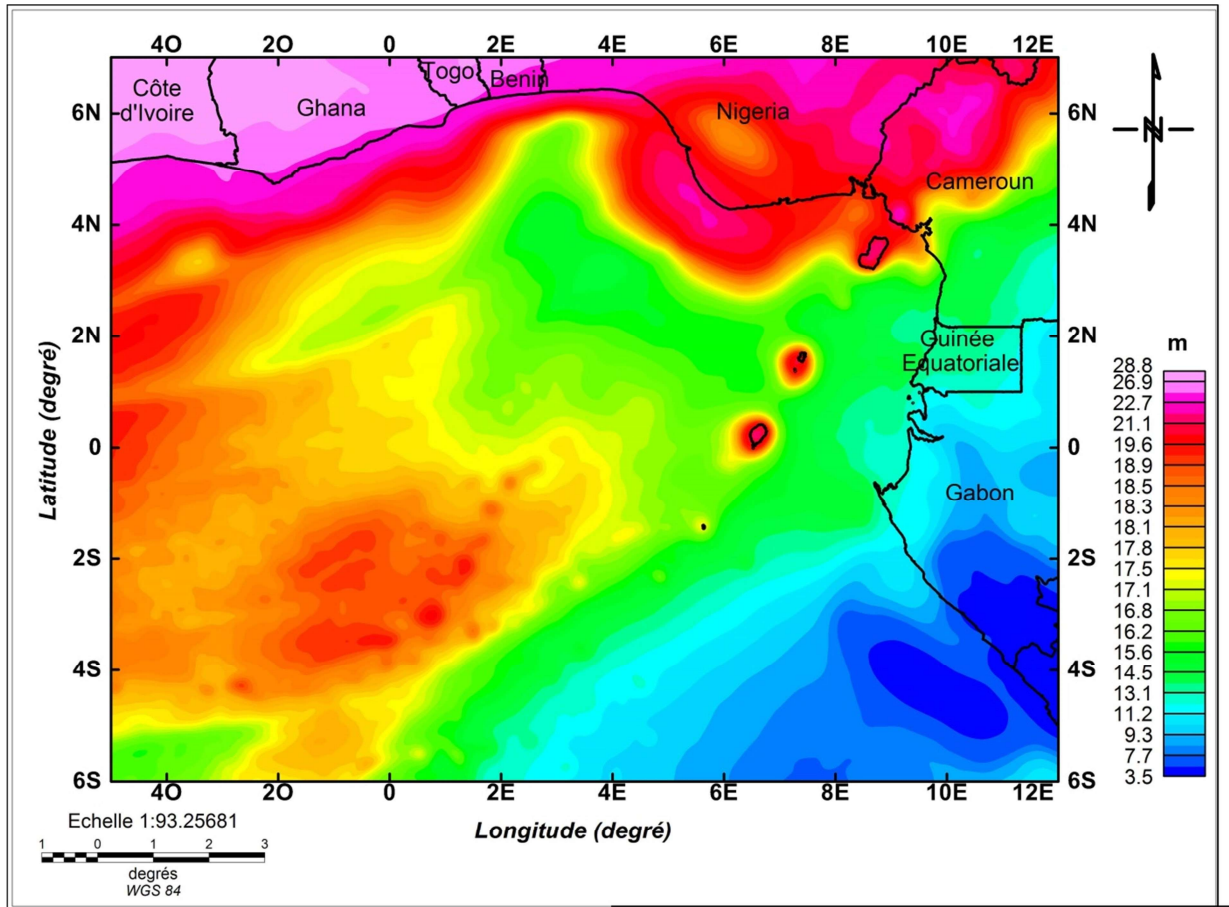 4O 2O 0 2E 4E 6E 8E 10E 12E
Côte
d'Ivoire
Ghana
Togo
Benin
Nigeria
Cameroun
Guinée
Equatoriale
Gabon
6N
4N
2N
0
2S
4S
6S
6N
4N
2N
0
2S
4S
6S
Latitude (degré)
4O 2O 0 2E 4E 6E 8E 10E 12E
Longitude (degré)
N
m
28.8
26.9
22.7
21.1
19.6
18.9
18.5
18.3
18.1
17.8
17.5
17.1
16.8
16.2
15.6
14.5
13.1
11.2
9.3
7.7
3.5
Echelle 1:93.25681
1 0 1 2 3
degrés
WGS 84